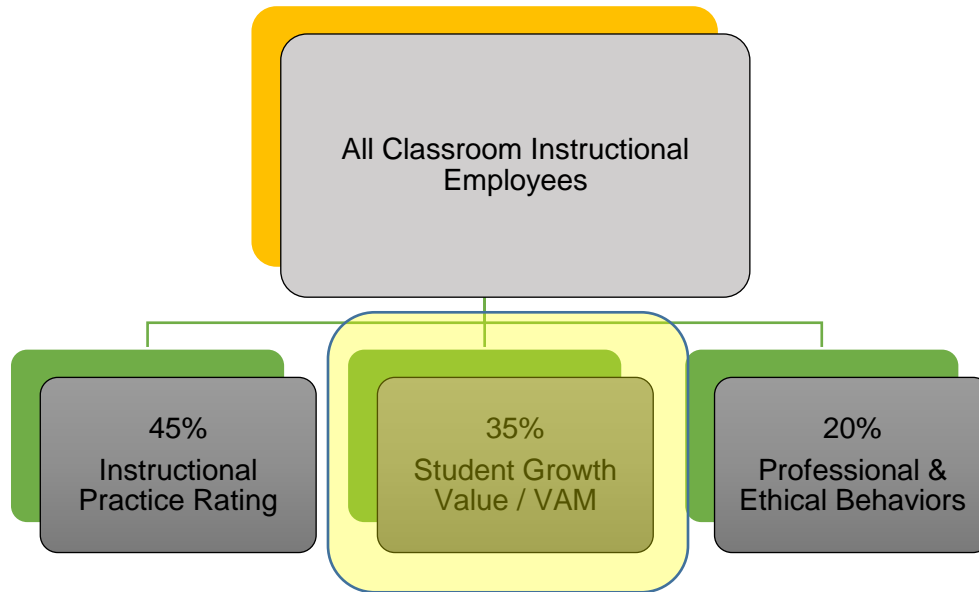 All Classroom Instructional
Employees
45%
Instructional
Practice Rating
35%
Student Growth
Value / VAM
20%
Professional &
Ethical Behaviors